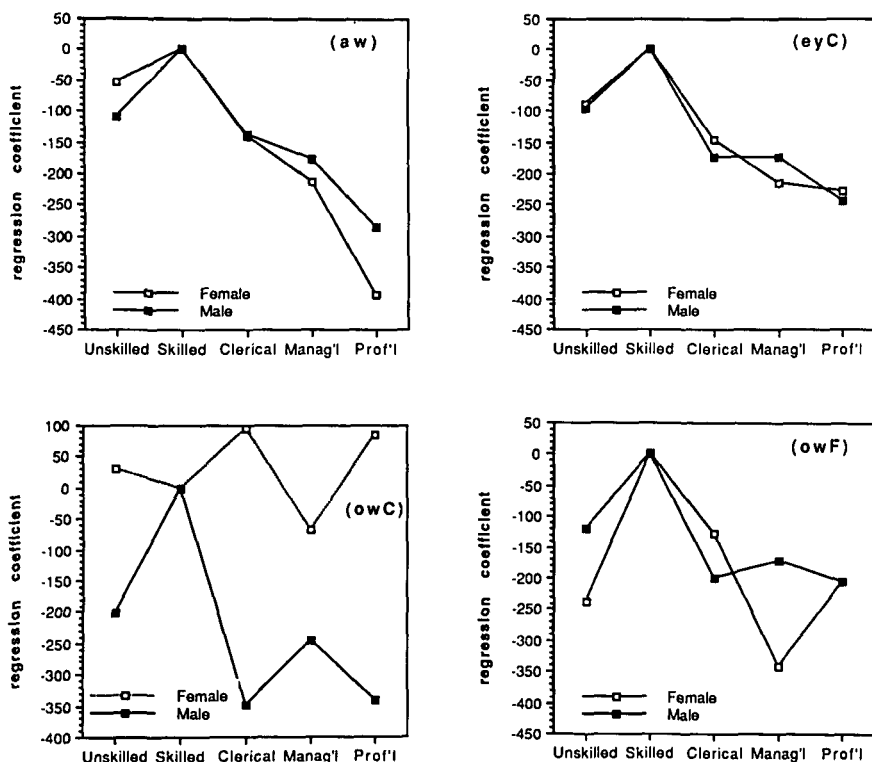 regression coefficient
50
0
-50
-100
-150
-200
-250
-300
-350
-400
-450
(aw)
Female
Male
Unskilled Skilled Clerical Manag'l Prof'l
regression coefficient
50
0
-50
-100
-150
-200
-250
-300
-350
-400
-450
(eyC)
Female
Male
Unskilled Skilled Clerical Manag'l Prof'l
regression coefficient
100
50
0
-50
-100
-150
-200
-250
-300
-350
-400
(owC)
Female
Male
Unskilled Skilled Clerical Manag'l Prof'l
regression coefficient
50
0
-50
-100
-150
-200
-250
-300
-350
-400
-450
(owF)
Female
Male
Unskilled Skilled Clerical Manag'l Prof'l